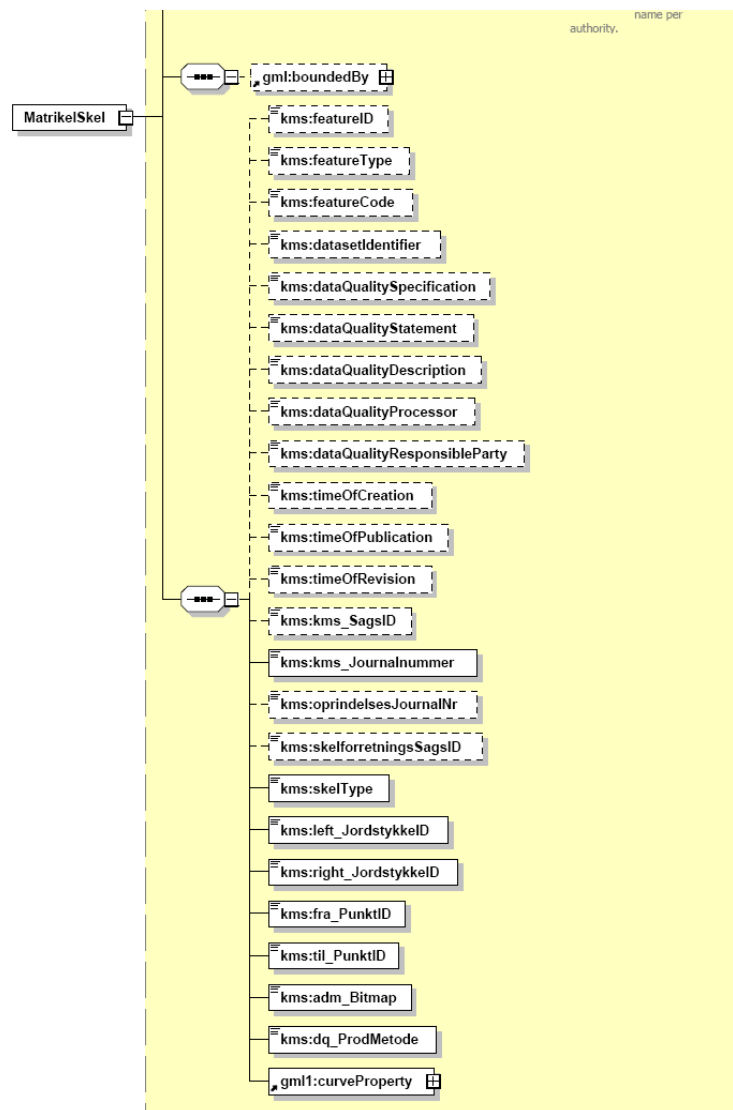 name per
authority.
gml:boundedBy
MatrikelSkel
kms:featureID
kms:featureType
kms:featureCode
kms:datasetIdentifier
kms:dataQualitySpecification
kms:dataQualityStatement
kms:dataQualityDescription
kms:dataQualityProcessor
kms:dataQualityResponsibleParty
kms:timeOfCreation
kms:timeOfPublication
kms:timeOfRevision
kms:kms_SagsID
kms:kms_Journalnummer
kms:oprindelsesJournalNr
kms:skelforretningsSagsID
kms:skelType
kms:left_JordstykkeID
kms:right_JordstykkeID
kms:fra_PunktID
kms:til_PunktID
kms:adm_Bitmap
kms:dq_ProdMetode
gml1:curveProperty